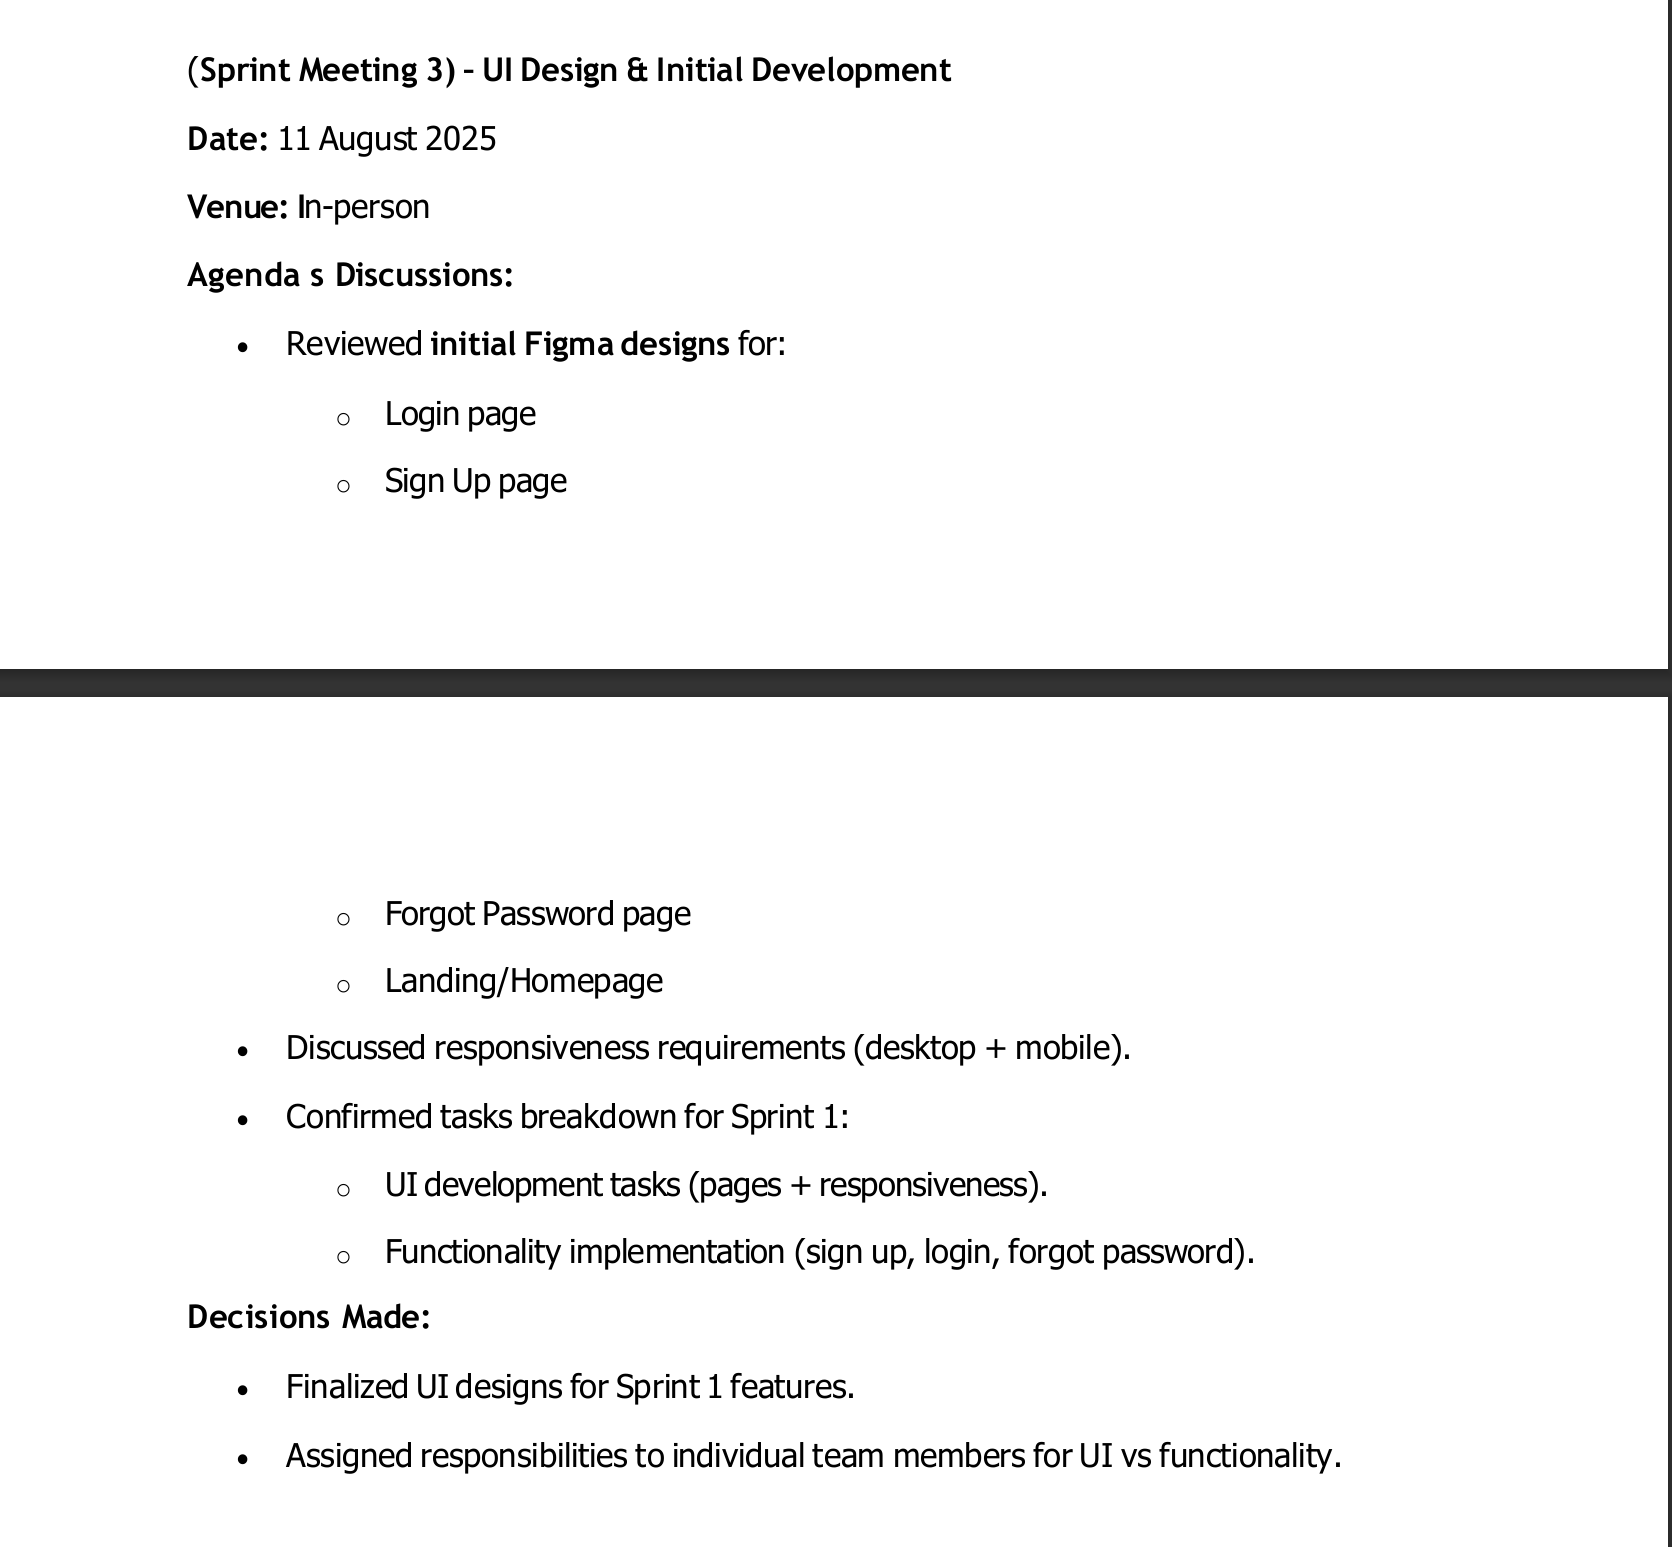 (Sprint Meeting 3) – UI Design & Initial Development
Date: 11 August 2025
Venue: In-person
Agenda s Discussions:
• Reviewed initial Figma designs for:
○ Login page
○ Sign Up page
○ Forgot Password page
○ Landing/Homepage
• Discussed responsiveness requirements (desktop + mobile).
• Confirmed tasks breakdown for Sprint 1:
○ UI development tasks (pages + responsiveness).
○ Functionality implementation (sign up, login, forgot password).
Decisions Made:
• Finalized UI designs for Sprint 1 features.
• Assigned responsibilities to individual team members for UI vs functionality.